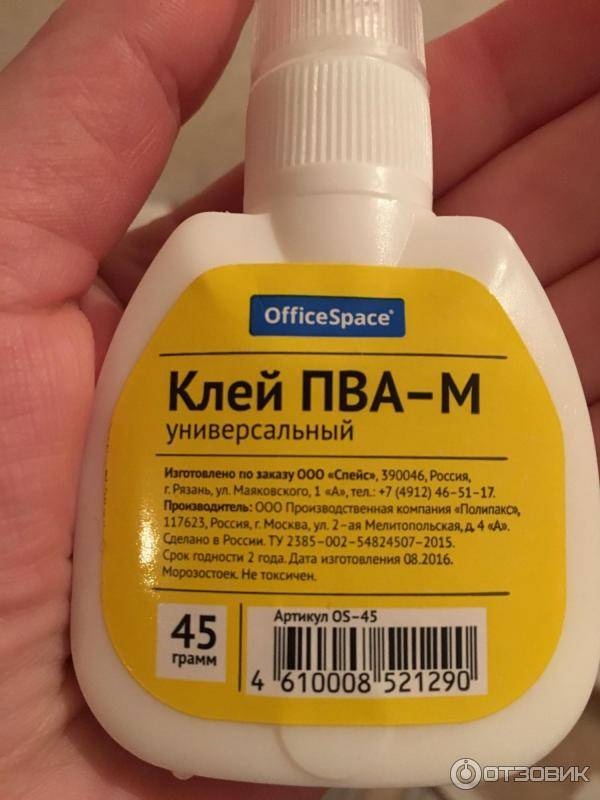 OfficeSpace®
Клей ПВА–М
универсальный
Изготовлено по заказу ООО «Спейс», 390046, Россия,
г. Рязань, ул. Маяковского, 1 «А», тел.: +7 (4912) 46–51–17.
Производитель: ООО Производственная компания «Полипакс»,
117623, Россия, г. Москва, ул. 2–ая Мелитопольская, д. 4 «А».
Сделано в России. ТУ 2385–002–54824507–2015.
Срок годности 2 года. Дата изготовления 08.2016.
Морозостоек. Не токсичен.
45
грамм
Артикул OS–45
4 610008 521290
ОТЗОВИК